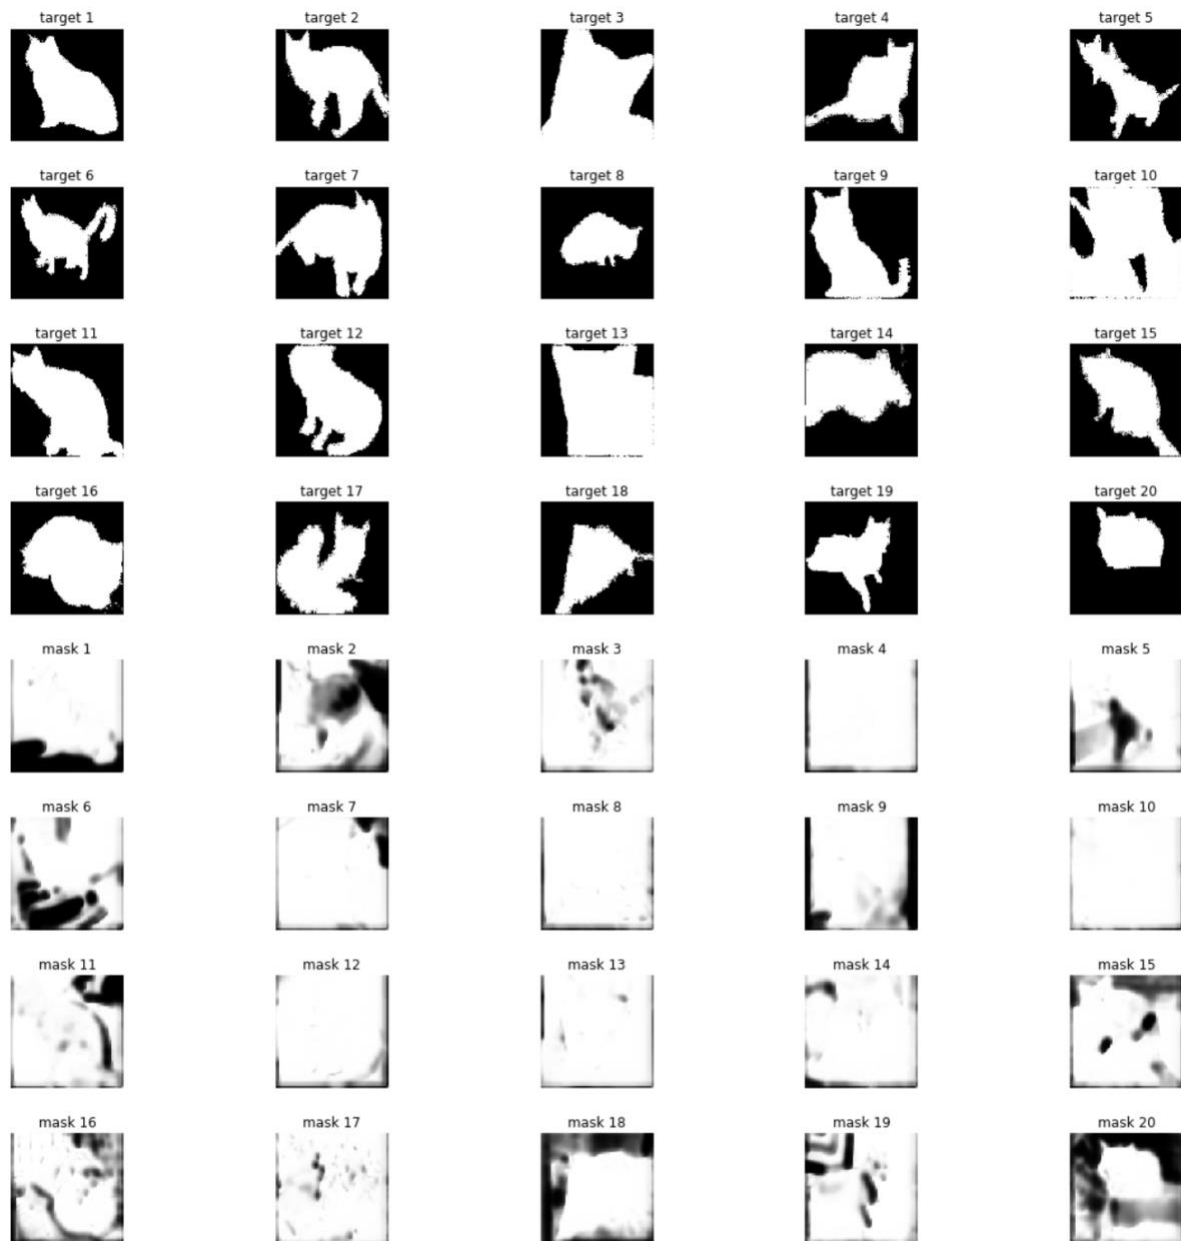 target 1 target 2 target 3 target 4 target 5
target 6 target 7 target 8 target 9 target 10
target 11 target 12 target 13 target 14 target 15
target 16 target 17 target 18 target 19 target 20
mask 1 mask 2 mask 3 mask 4 mask 5
mask 6 mask 7 mask 8 mask 9 mask 10
mask 11 mask 12 mask 13 mask 14 mask 15
mask 16 mask 17 mask 18 mask 19 mask 20